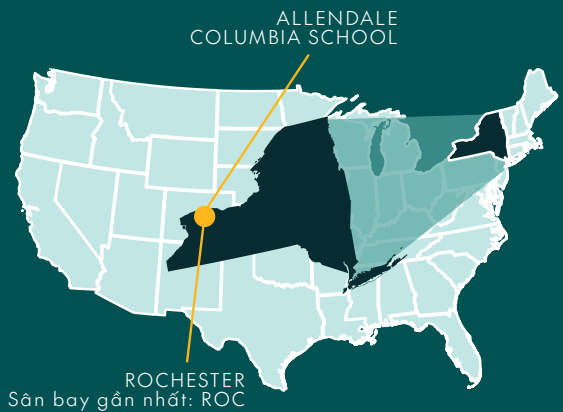 ALLENDALE
COLUMBIA SCHOOL
ROCHESTER
Sân bay gần nhất: ROC